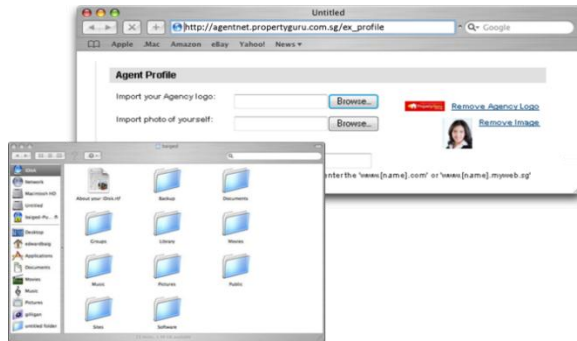 Untitled
http://agentnet.propertyguru.com.sg/ex_profile
Google
Apple .Mac Amazon eBay Yahoo! News
Agent Profile
Import your Agency logo:
Browse...
Remove Agency Logo
Import photo of yourself:
Browse...
Remove Image
enter the 'www.[name].com' or 'www.[name].myweb.sg'
iDisk
Network
Macintosh HD
Untitled
Desktop
Applications
Documents
Movies
Music
Pictures
gilligan
untitled folder
About your iDisk.rtf
Backup
Documents
Groups
Library
Movies
Music
Pictures
Public
Sites
Software